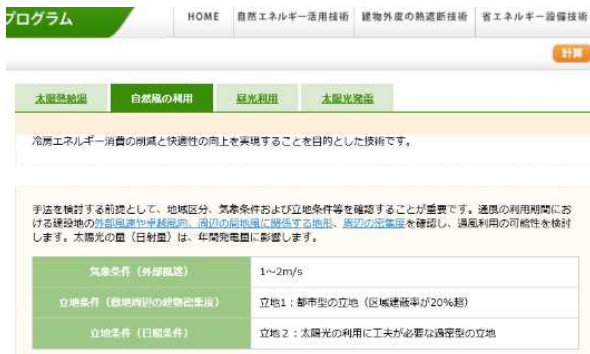 プログラム
HOME 自然エネルギー活用技術 建物外皮の熱遮断技術 省エネルギー設備技術
計算
太陽熱給湯 自然風の利用 昼光利用 太陽光発電
冷房エネルギー消費の削減と快適性の向上を実現することを目的とした技術です。
手法を検討する前提として、地域区分、気象条件および立地条件等を確認することが重要です。通風の利用期間にお
ける建設地の外部風速や卓越風向、周辺の局地風に関係する地形、周辺の密集度を確認し、通風利用の可能性を検討
します。太陽光の量（日射量）は、年間発電量に影響します。
気象条件（外部風速） 1～2m/s
立地条件（敷地周辺の建物密集度） 立地1：都市型の立地（区域建蔽率が20%超）
立地条件（日照条件） 立地２：太陽光の利用に工夫が必要な過密型の立地